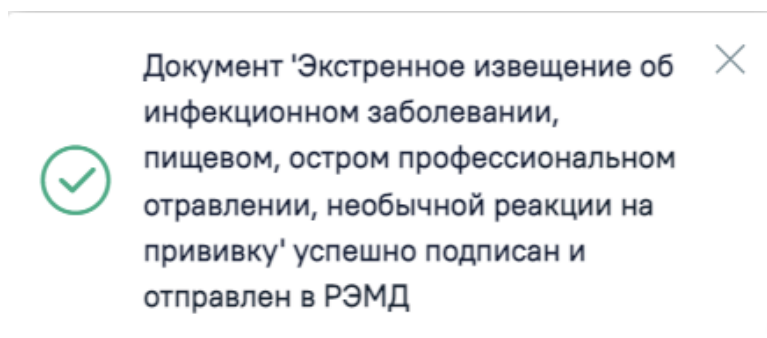 Документ 'Экстренное извещение об
инфекционном заболевании,
пищевом, остром профессиональном
отравлении, необычной реакции на
прививку' успешно подписан и
отправлен в РЭМД